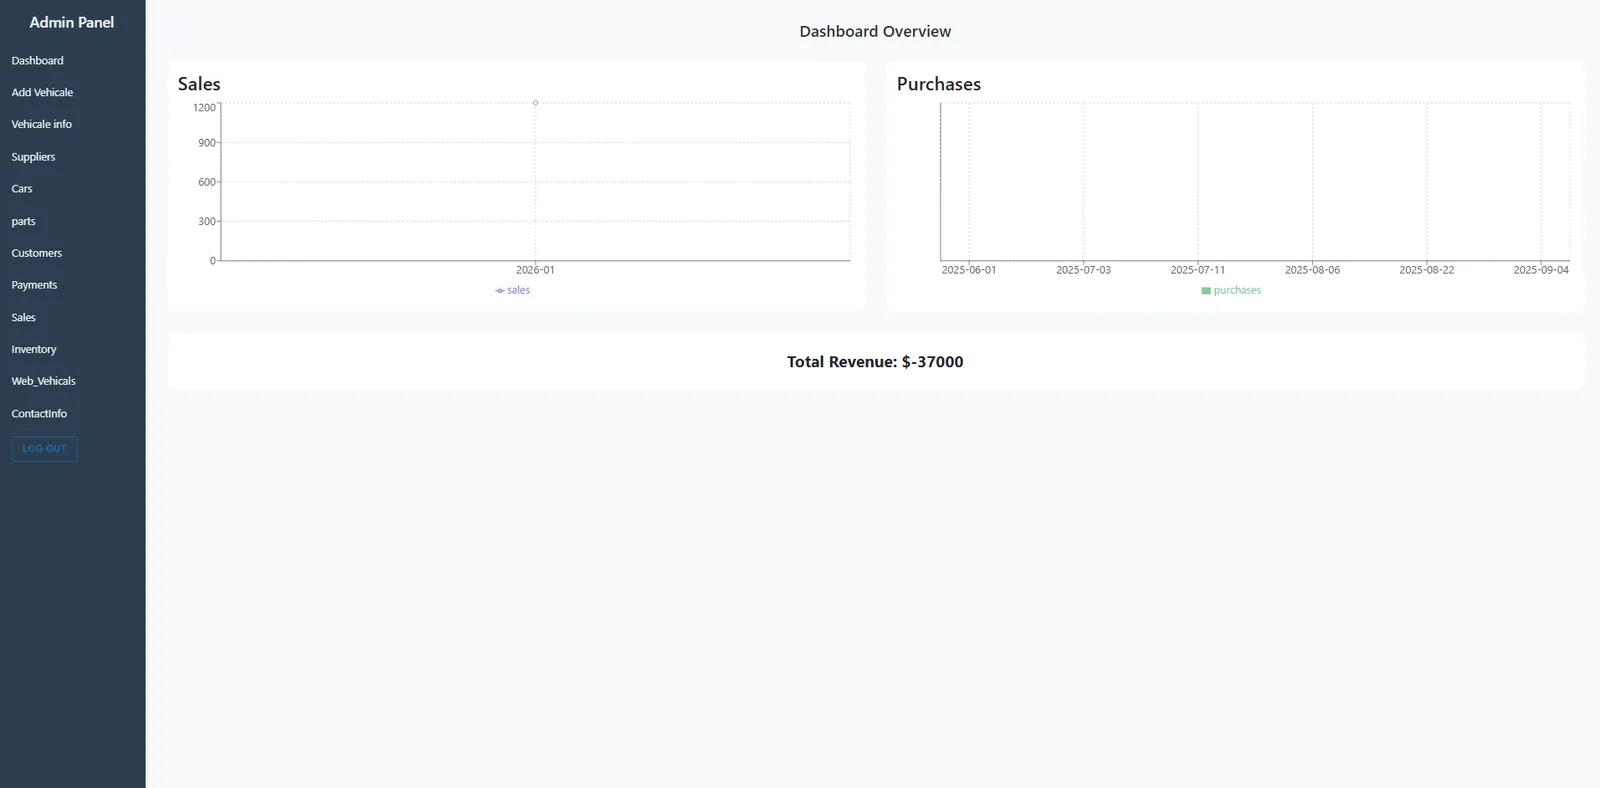 Admin Panel
Dashboard
Add Vehicale
Vehicale info
Suppliers
Cars
parts
Customers
Payments
Sales
Inventory
Web_Vehicals
ContactInfo
LOG OUT
Dashboard Overview
Sales
1200
900
600
300
0
2026-01
sales
Purchases
2025-06-01 2025-07-03 2025-07-11 2025-08-06 2025-08-22 2025-09-04
purchases
Total Revenue: $-37000